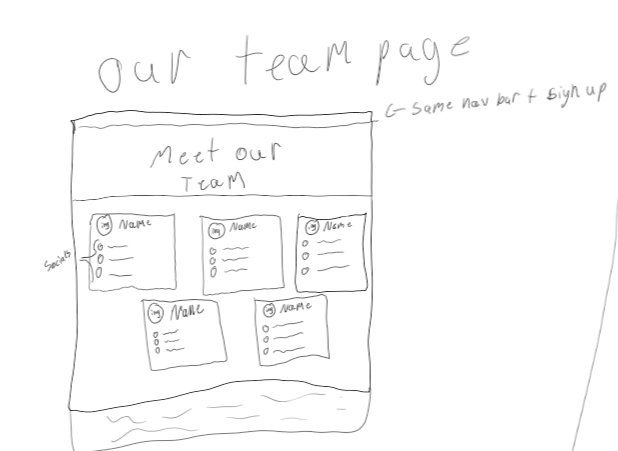 our team page
← Same nav bar + sign up
Meet our
Team
img Name
img Name
img Name
Socials
img Name
img Name